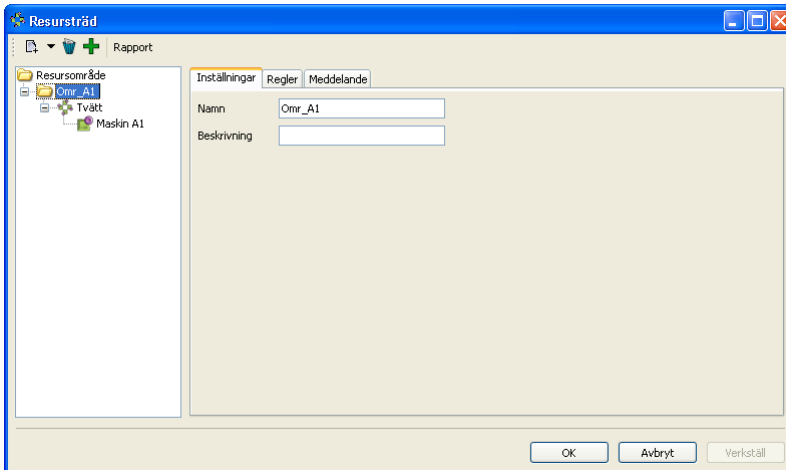 Resursträd
Rapport
Resursområde
Omr_A1
Tvätt
Maskin A1
Inställningar
Regler
Meddelande
Namn
Omr_A1
Beskrivning
OK
Avbryt
Verkställ